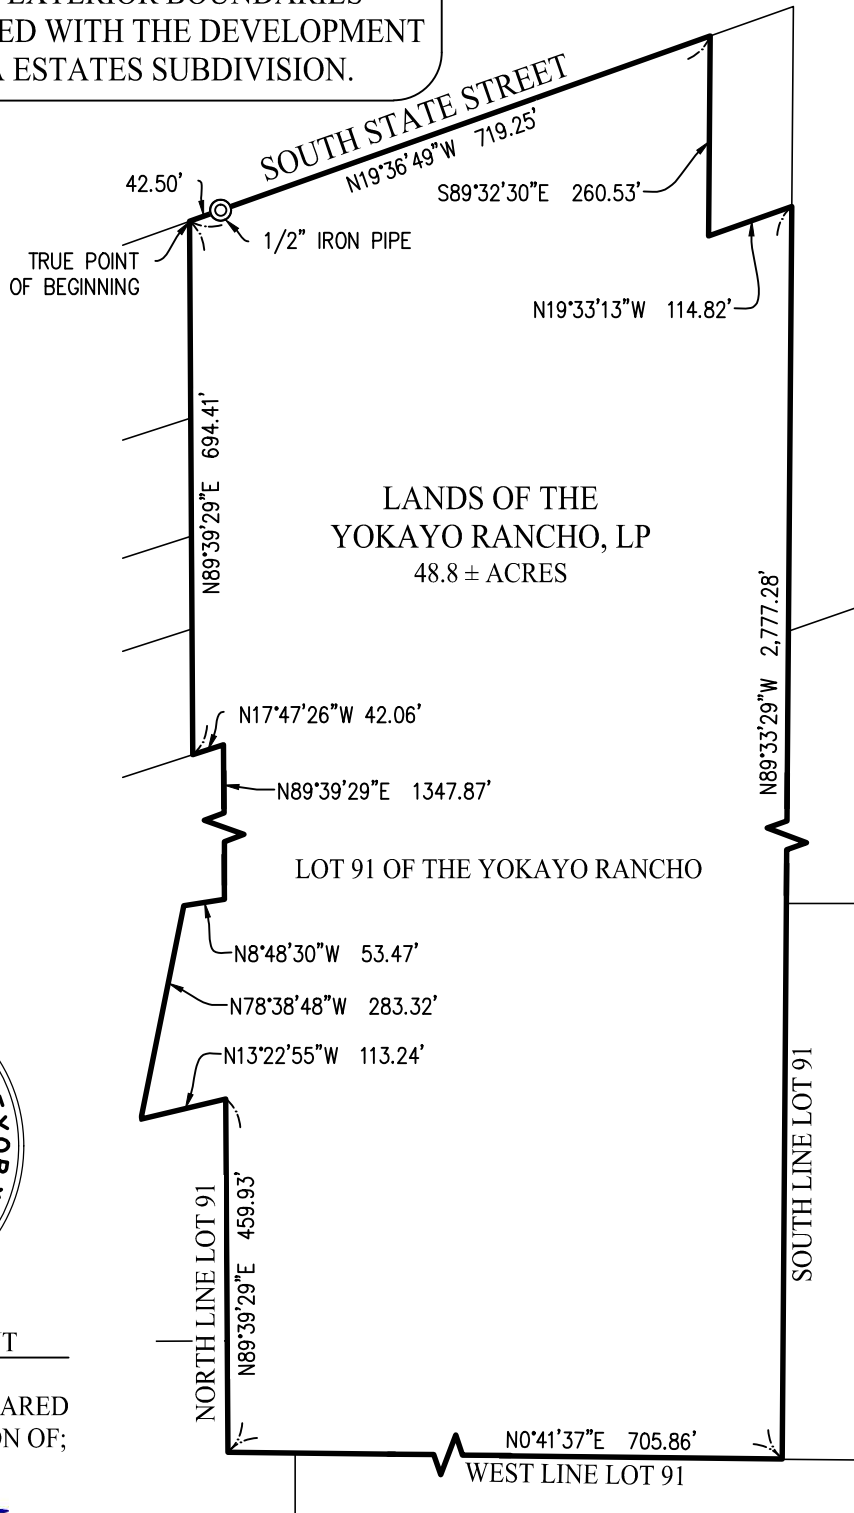 EXTERIOR BOUNDARIES
WITH THE DEVELOPMENT
ESTATES SUBDIVISION.
SOUTH STATE STREET
N19°36'49"W 719.25'
42.50'
S89°32'30"E 260.53'
1/2" IRON PIPE
TRUE POINT
OF BEGINNING
N19°33'13"W 114.82'
N89°39'29"E 694.41'
LANDS OF THE
YOKAYO RANCHO, LP
48.8 ± ACRES
N89°33'29"W 2,777.28'
N17°47'26"W 42.06'
N89°39'29"E 1347.87'
LOT 91 OF THE YOKAYO RANCHO
N8°48'30"W 53.47'
N78°38'48"W 283.32'
N13°22'55"W 113.24'
SOUTH LINE LOT 91
NORTH LINE LOT 91
N89°39'29"E 459.93'
OF;
N0°41'37"E 705.86'
WEST LINE LOT 91